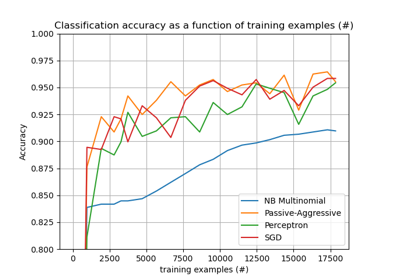 Classification accuracy as a function of training examples (#)
1.000
0.975
0.950
0.925
0.900
0.875
0.850
0.825
0.800
Accuracy
NB Multinomial
Passive-Aggressive
Perceptron
SGD
0 2500 5000 7500 10000 12500 15000 17500
training examples (#)